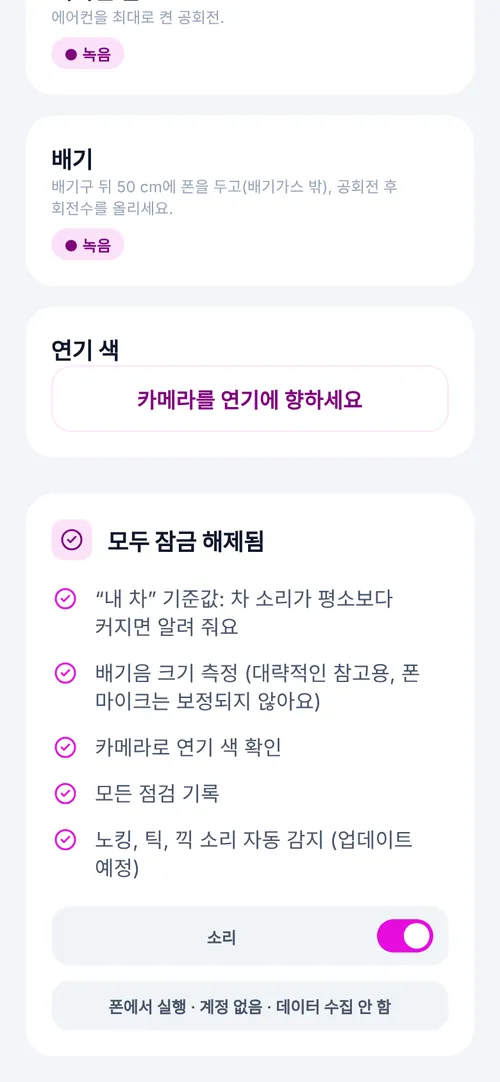 에어컨을 최대로 켠 공회전.
녹음
배기
배기구 뒤 50 cm에 폰을 두고(배기가스 밖), 공회전 후
회전수를 올리세요.
녹음
연기 색
카메라를 연기에 향하세요
모두 잠금 해제됨
“내 차” 기준값: 차 소리가 평소보다
커지면 알려 줘요
배기음 크기 측정 (대략적인 참고용, 폰
마이크는 보정되지 않아요)
카메라로 연기 색 확인
모든 점검 기록
노킹, 틱, 끽 소리 자동 감지 (업데이트
예정)
소리
폰에서 실행 · 계정 없음 · 데이터 수집 안 함